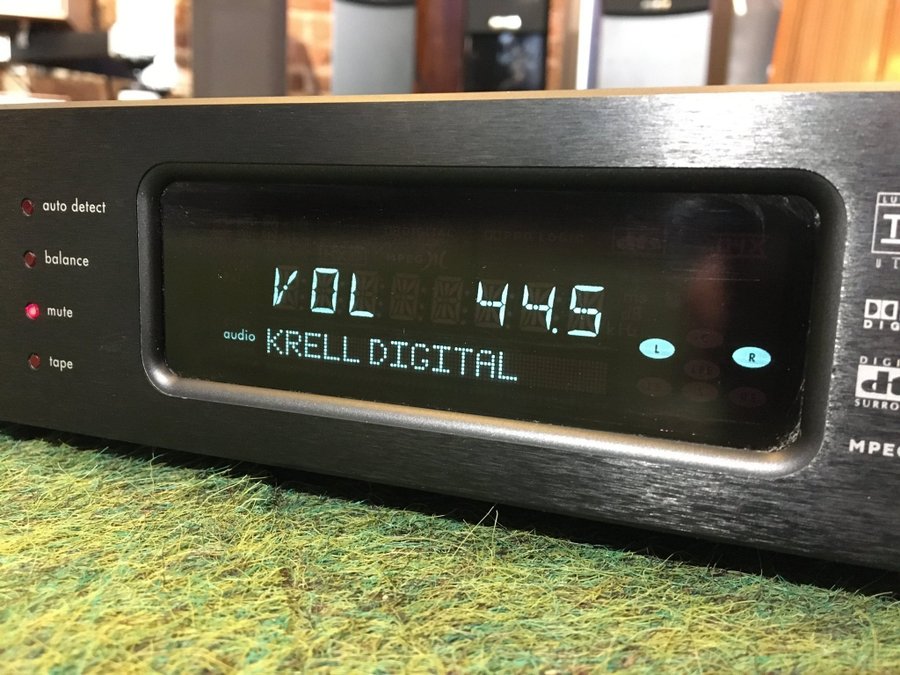 auto detect
balance
mute
tape
VOL 44.5
audio KRELL DIGITAL
L
R
MPEG